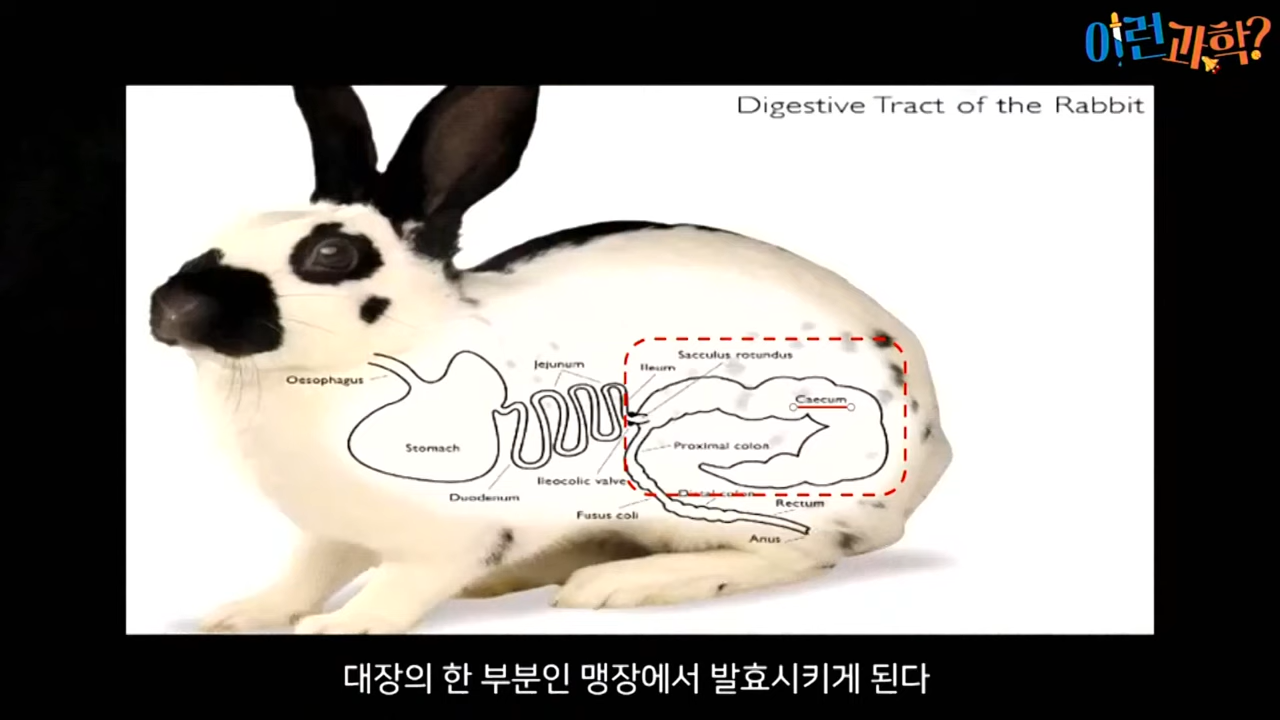 이런과학?
Digestive Tract of the Rabbit
Sacculus rotundus
Jejunum
Ileum
Oesophagus
Caecum
Stomach
Proximal colon
Ileocolic valve
Duodenum
Distal colon
Rectum
Fusus coli
Anus
대장의 한 부분인 맹장에서 발효시키게 된다